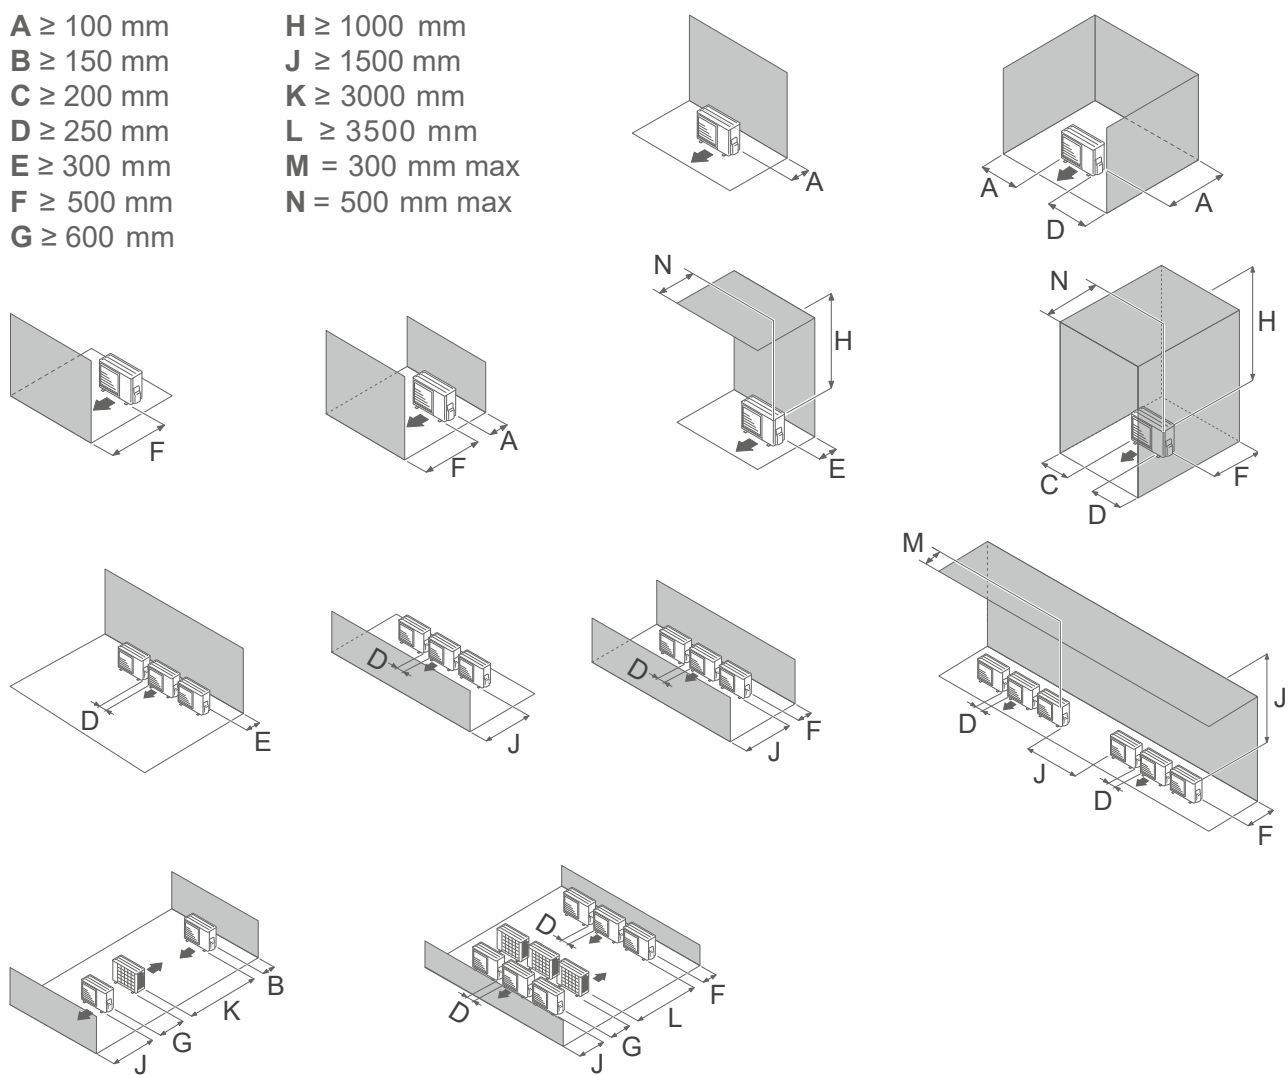 A ≥ 100 mm
B ≥ 150 mm
C ≥ 200 mm
D ≥ 250 mm
E ≥ 300 mm
F ≥ 500 mm
G ≥ 600 mm
H ≥ 1000 mm
J ≥ 1500 mm
K ≥ 3000 mm
L ≥ 3500 mm
M = 300 mm max
N = 500 mm max
A
A
D
A
F
F
A
N
H
E
N
H
C
D
F
D
E
D
J
D
J
F
M
D
J
D
J
F
J
G
K
B
D
D
J
G
L
F